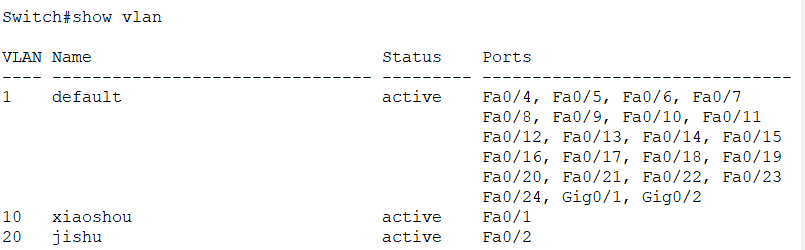 Switch#show vlan
VLAN Name                             Status    Ports
---- -------------------------------- --------- -------------------------------
1    default                          active    Fa0/4, Fa0/5, Fa0/6, Fa0/7
                                                Fa0/8, Fa0/9, Fa0/10, Fa0/11
                                                Fa0/12, Fa0/13, Fa0/14, Fa0/15
                                                Fa0/16, Fa0/17, Fa0/18, Fa0/19
                                                Fa0/20, Fa0/21, Fa0/22, Fa0/23
                                                Fa0/24, Gig0/1, Gig0/2
10   xiaoshou                         active    Fa0/1
20   jishu                            active    Fa0/2